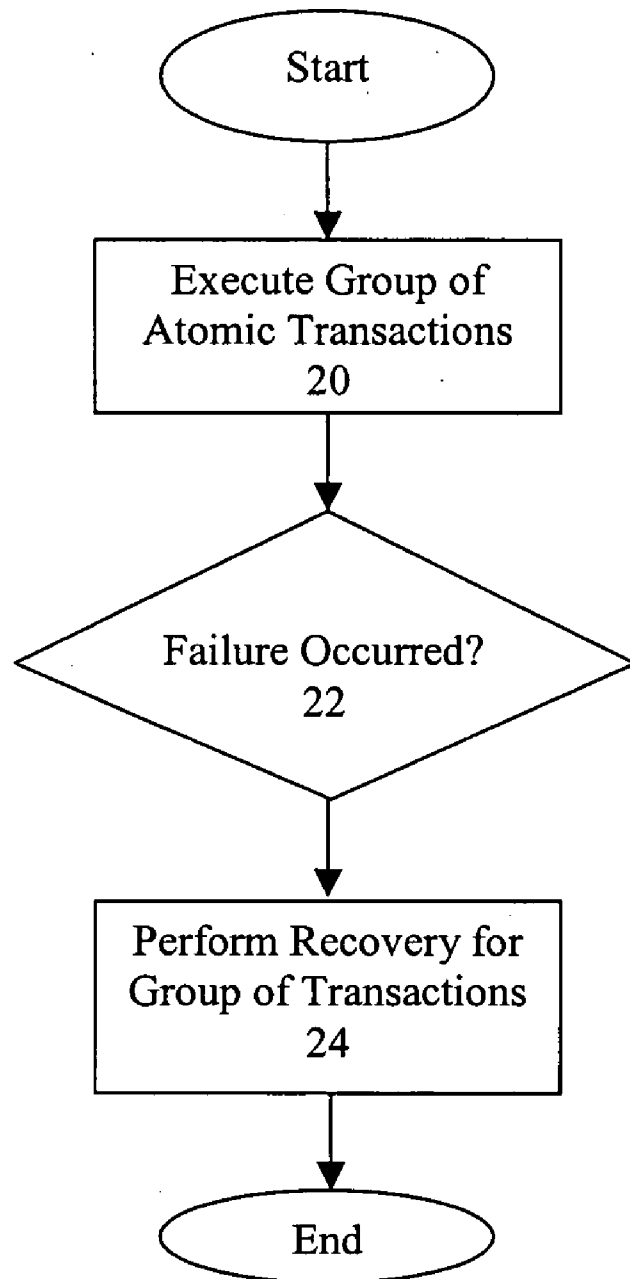 Start
Execute Group of
Atomic Transactions
20
Failure Occurred?
22
Perform Recovery for
Group of Transactions
24
End